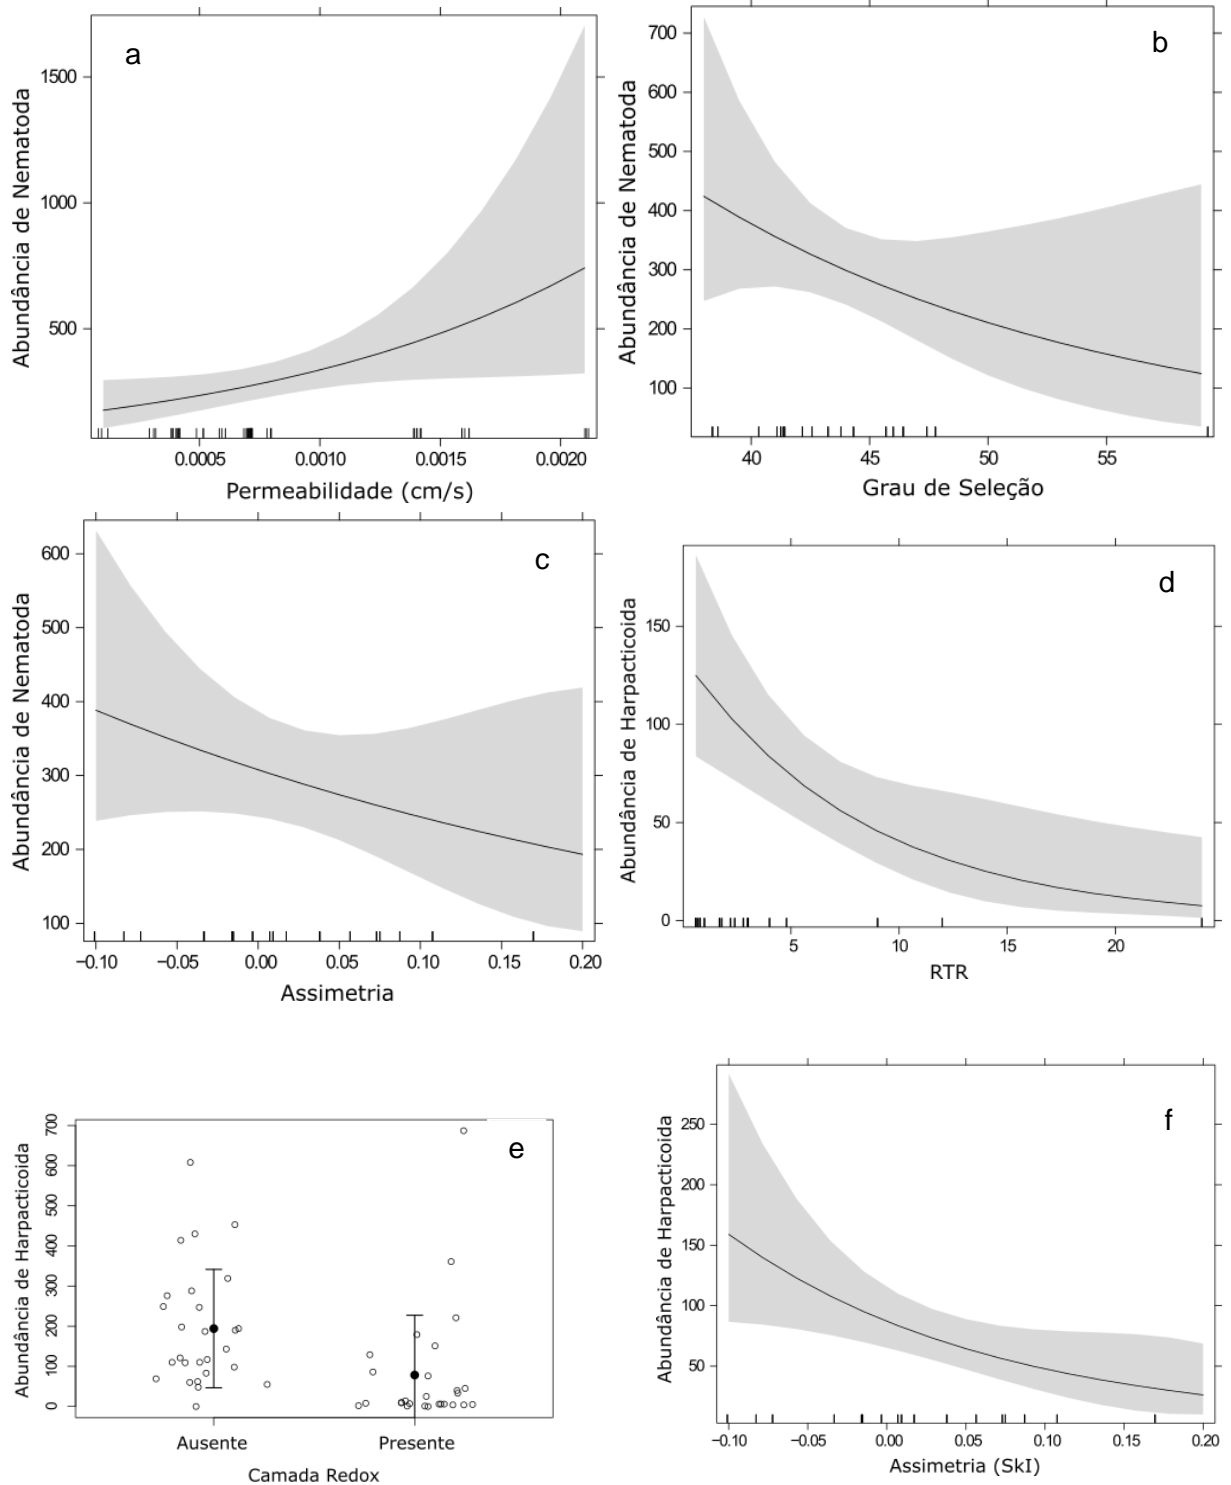 a
Abundância de Nematoda
1500
1000
500
0.0005 0.0010 0.0015 0.0020
Permeabilidade (cm/s)
b
Abundância de Nematoda
700
600
500
400
300
200
100
40 45 50 55
Grau de Seleção
c
Abundância de Nematoda
600
500
400
300
200
100
−0.10 −0.05 0.00 0.05 0.10 0.15 0.20
Assimetria
d
Abundância de Harpacticoida
150
100
50
0
5 10 15 20
RTR
e
Abundância de Harpacticoida
700
600
500
400
300
200
100
0
Ausente Presente
Camada Redox
f
Abundância de Harpacticoida
250
200
150
100
50
−0.10 −0.05 0.00 0.05 0.10 0.15 0.20
Assimetria (SkI)